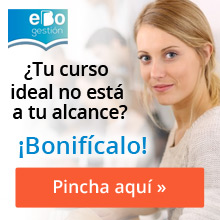 eBo
gestión
¿Tu curso
ideal no está
a tu alcance?
¡Bonifícalo!
Pincha aquí »